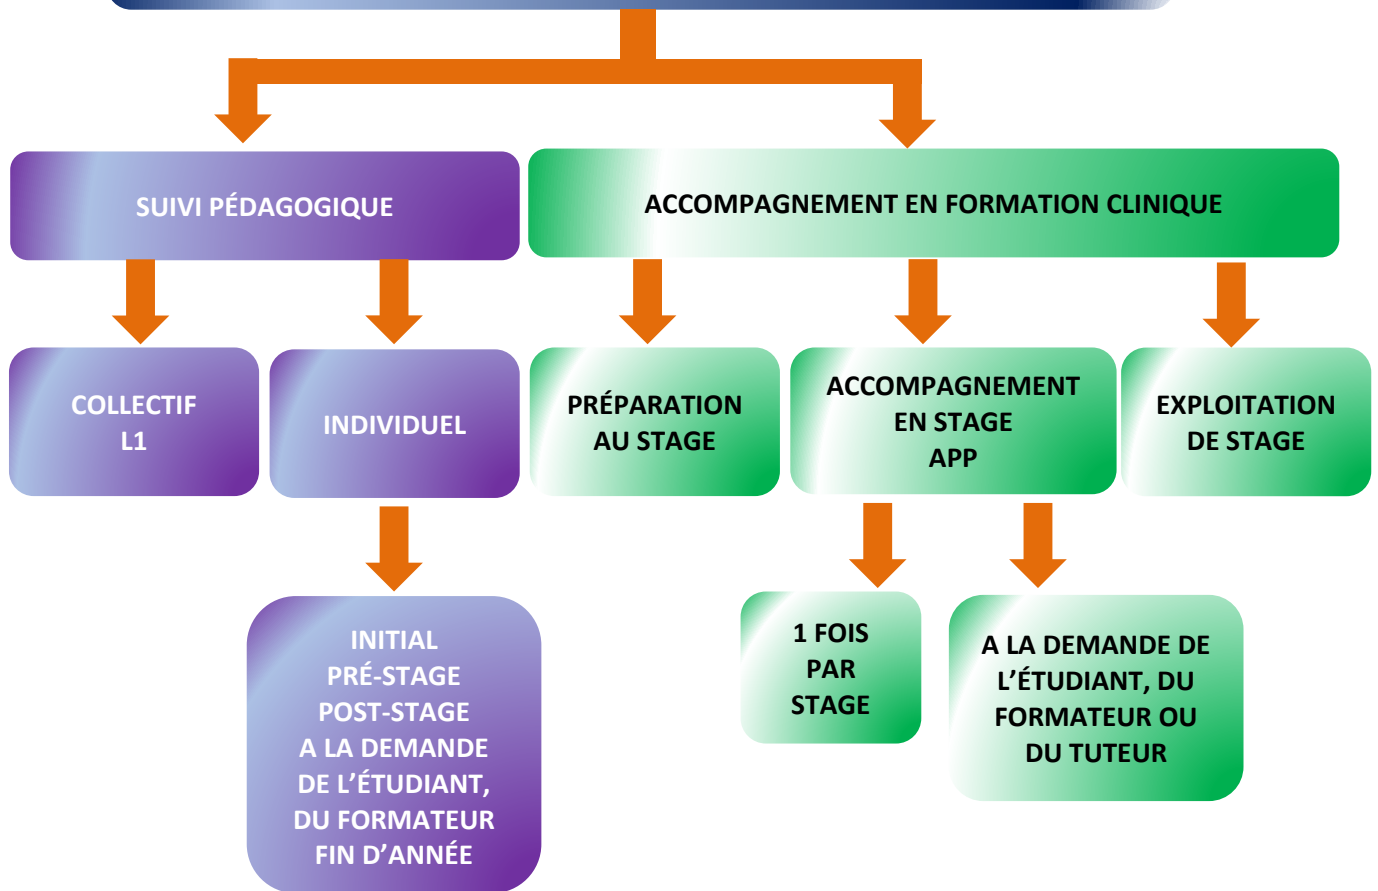 SUIVI PÉDAGOGIQUE
ACCOMPAGNEMENT EN FORMATION CLINIQUE
COLLECTIF
L1
INDIVIDUEL
PRÉPARATION
AU STAGE
ACCOMPAGNEMENT
EN STAGE
APP
EXPLOITATION
DE STAGE
INITIAL
PRÉ-STAGE
POST-STAGE
A LA DEMANDE
DE L’ÉTUDIANT,
DU FORMATEUR
FIN D’ANNÉE
1 FOIS
PAR
STAGE
A LA DEMANDE DE
L’ÉTUDIANT, DU
FORMATEUR OU
DU TUTEUR